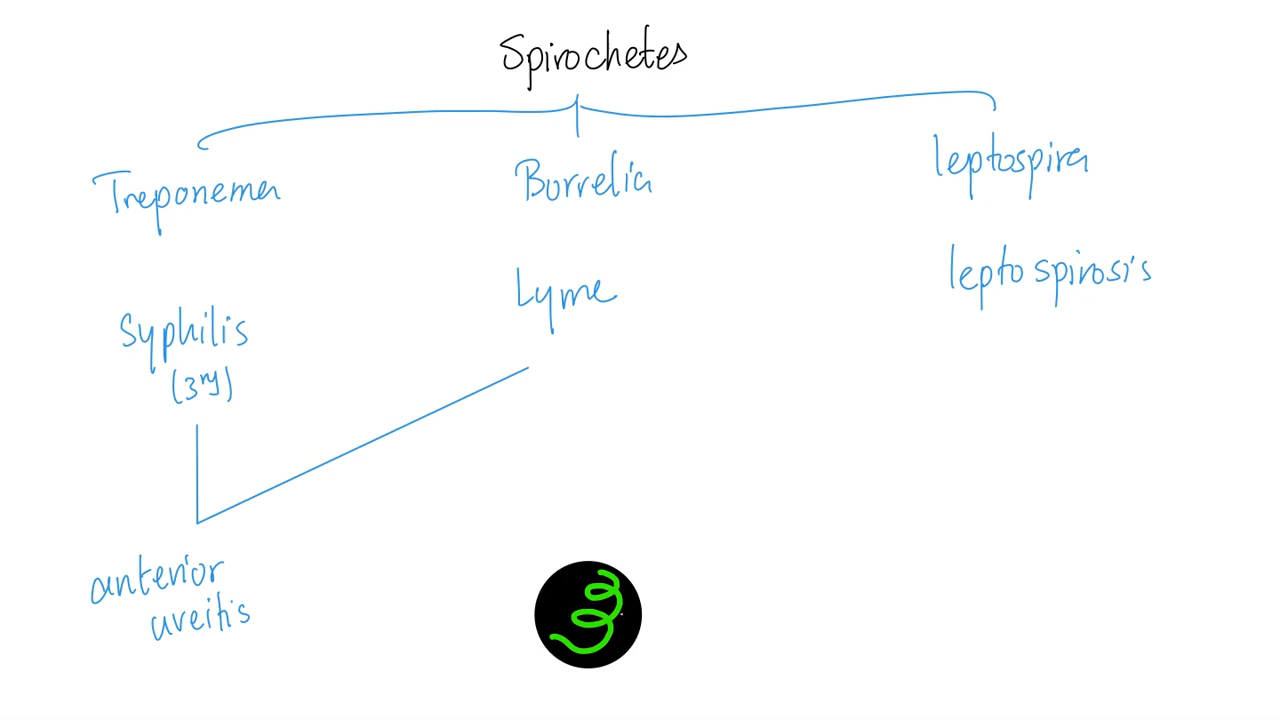 Spirochetes
Treponema
Borrelia
leptospira
Syphilis
(3ry)
Lyme
leptospirosis
anterior
uveitis